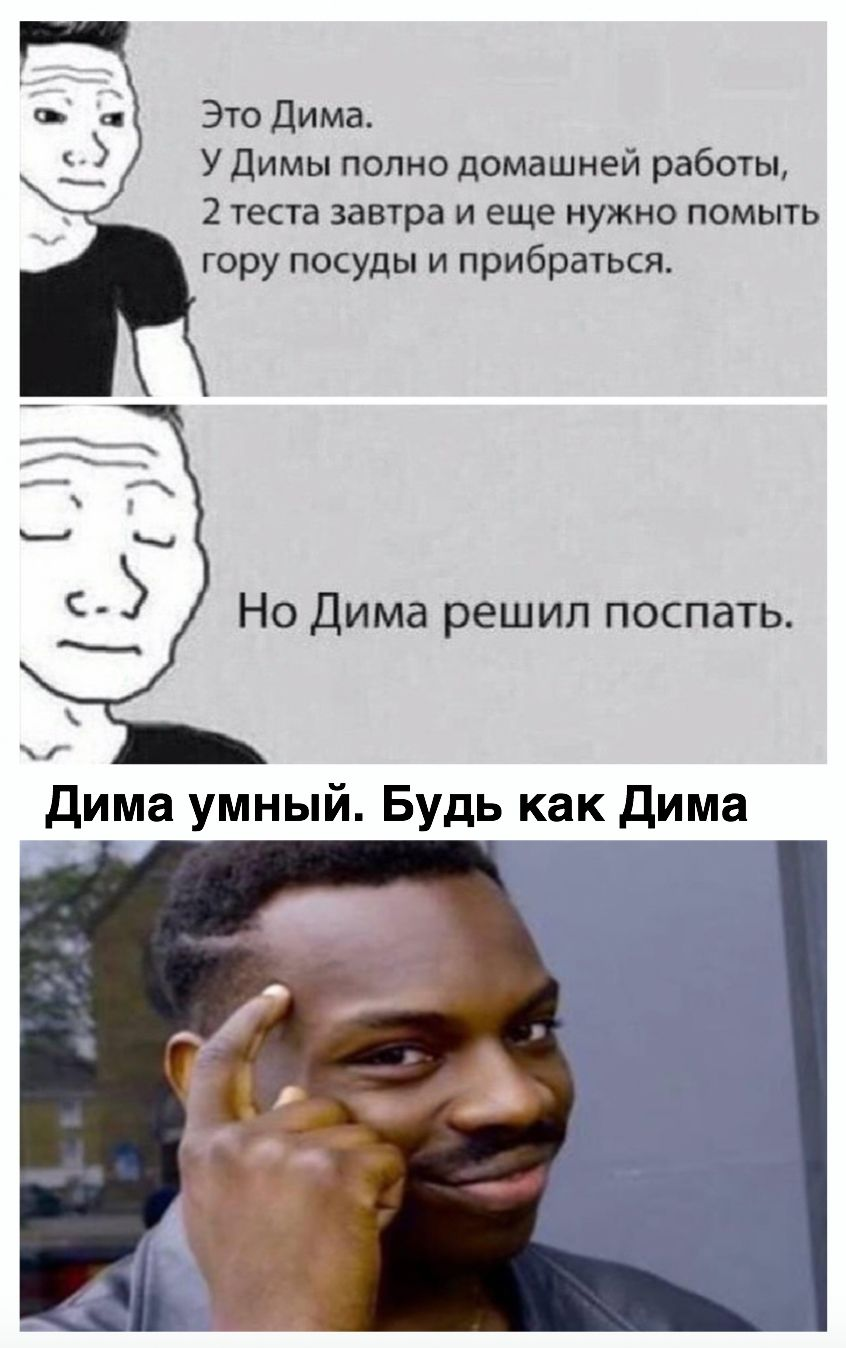 Это Дима.
У Димы полно домашней работы,
2 теста завтра и еще нужно помыть
гору посуды и прибраться.
Но Дима решил поспать.
Дима умный. Будь как Дима